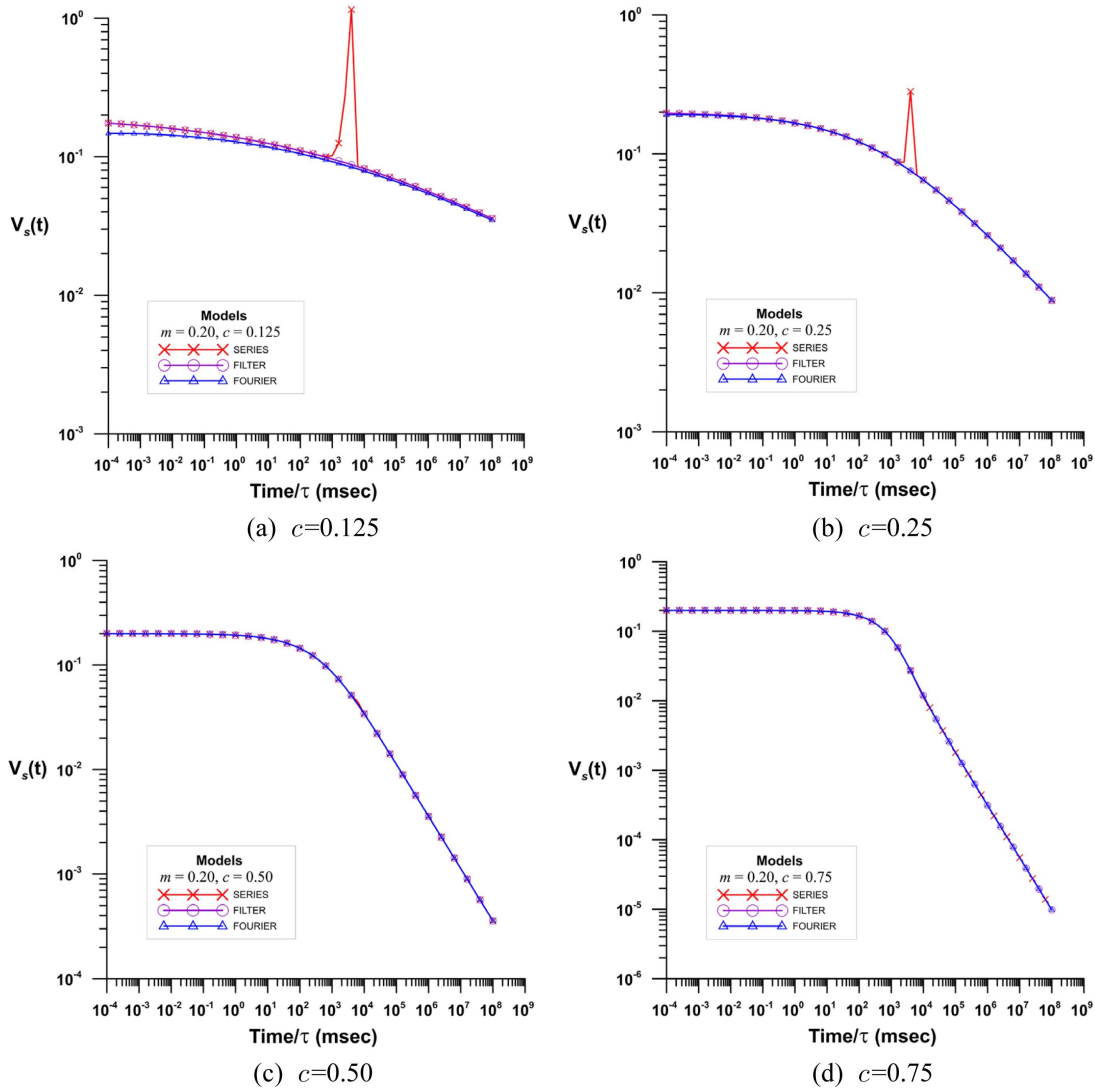 10^0
10^-1
V_s(t)
10^-2
10^-3
Models
m = 0.20, c = 0.125
SERIES
FILTER
FOURIER
10^-4 10^-3 10^-2 10^-1 10^0 10^1 10^2 10^3 10^4 10^5 10^6 10^7 10^8 10^9
Time/τ (msec)
(a) c=0.125
10^0
10^-1
V_s(t)
10^-2
10^-3
Models
m = 0.20, c = 0.25
SERIES
FILTER
FOURIER
10^-4 10^-3 10^-2 10^-1 10^0 10^1 10^2 10^3 10^4 10^5 10^6 10^7 10^8 10^9
Time/τ (msec)
(b) c=0.25
10^0
10^-1
V_s(t)
10^-2
10^-3
10^-4
Models
m = 0.20, c = 0.50
SERIES
FILTER
FOURIER
10^-4 10^-3 10^-2 10^-1 10^0 10^1 10^2 10^3 10^4 10^5 10^6 10^7 10^8 10^9
Time/τ (msec)
(c) c=0.50
10^0
10^-1
10^-2
V_s(t)
10^-3
10^-4
10^-5
10^-6
Models
m = 0.20, c = 0.75
SERIES
FILTER
FOURIER
10^-4 10^-3 10^-2 10^-1 10^0 10^1 10^2 10^3 10^4 10^5 10^6 10^7 10^8 10^9
Time/τ (msec)
(d) c=0.75